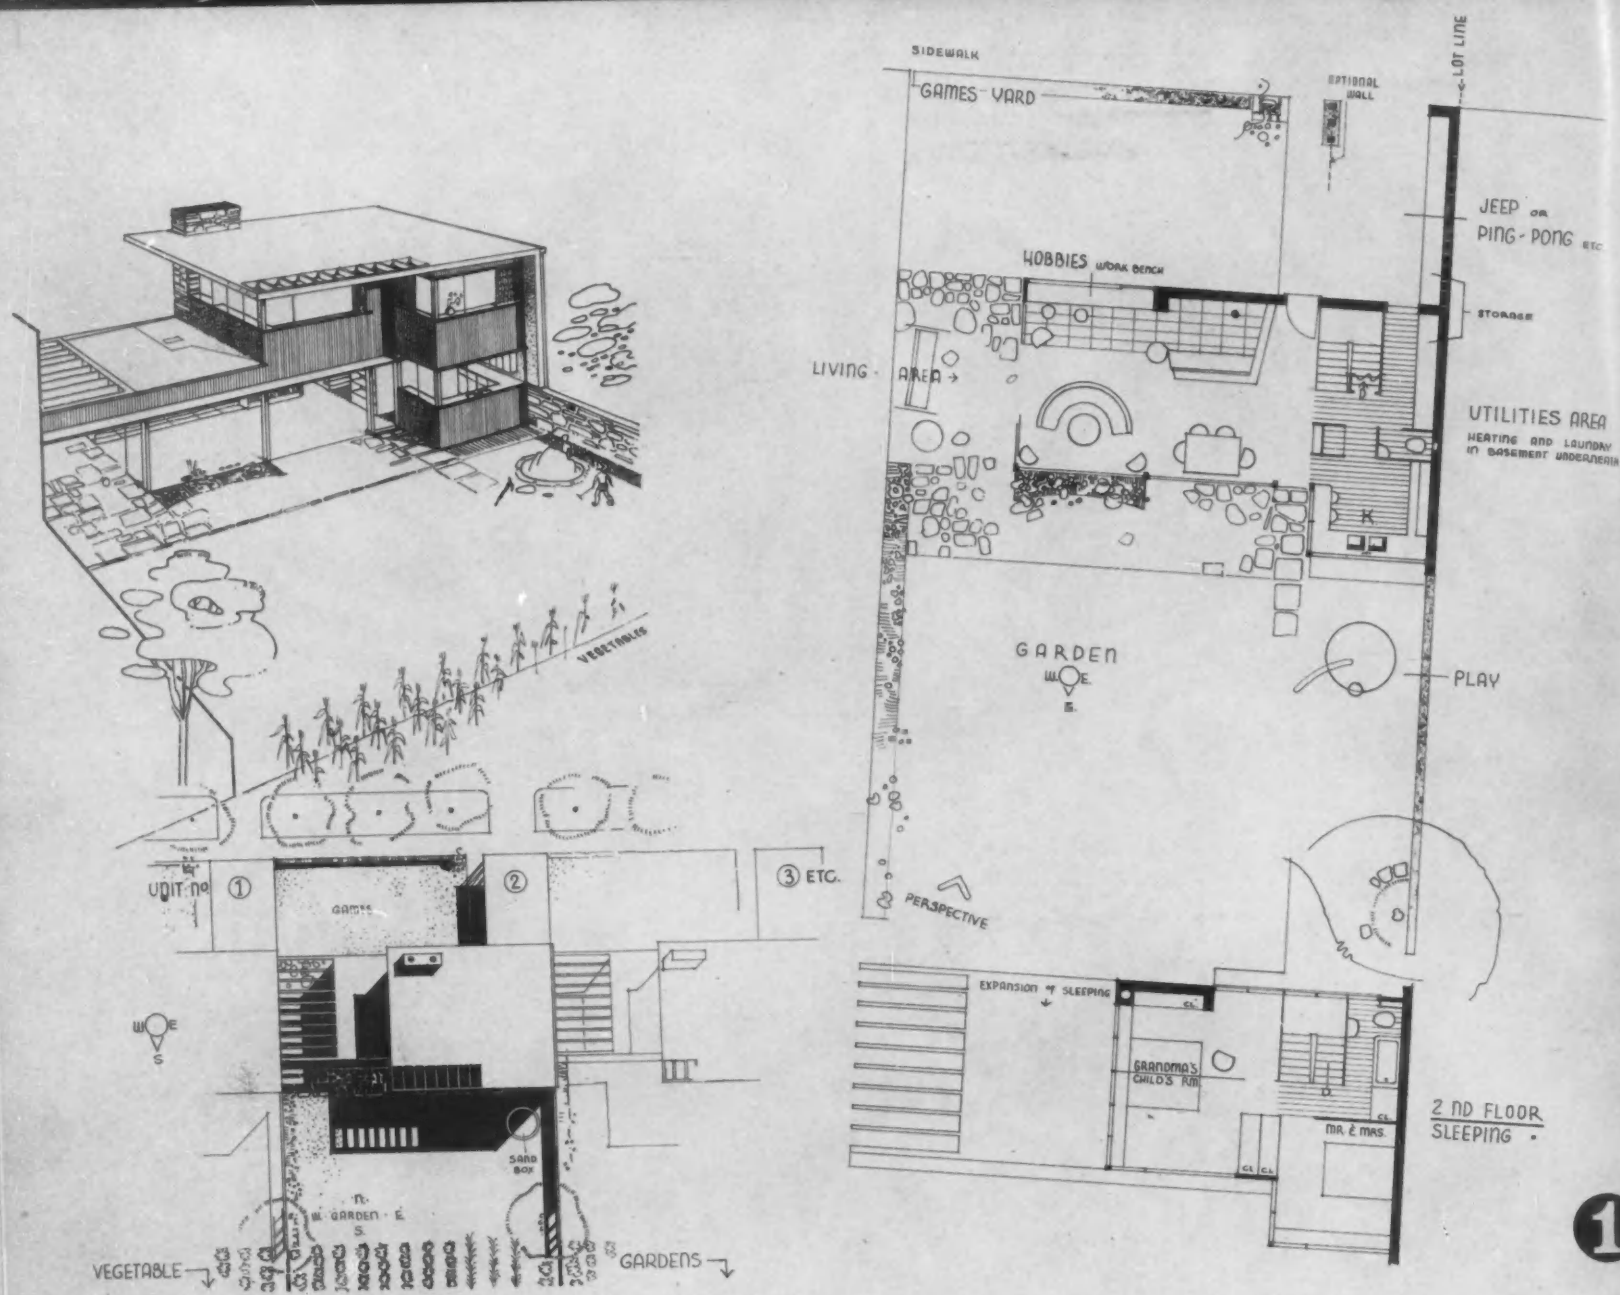 SIDEWALK
GAMES-YARD
OPTIONAL
WALL
LOT LINE
JEEP OR
PING-PONG ETC.
HOBBIES WORK BENCH
STORAGE
LIVING - AREA
UTILITIES AREA
HEATING AND LAUNDRY
IN BASEMENT UNDERNEATH
K
VEGETABLES
GARDEN
W E
S
PLAY
PERSPECTIVE
UNIT NO
1
2
3 ETC.
GAMES
W E
S
SAND
BOX
N
GARDEN E
S
VEGETABLE
GARDENS
EXPANSION OF SLEEPING
CL.
GRANDMA'S
CHILD'S RM
D.
CL.
MR. & MRS.
CL CL
2 ND FLOOR
SLEEPING
1